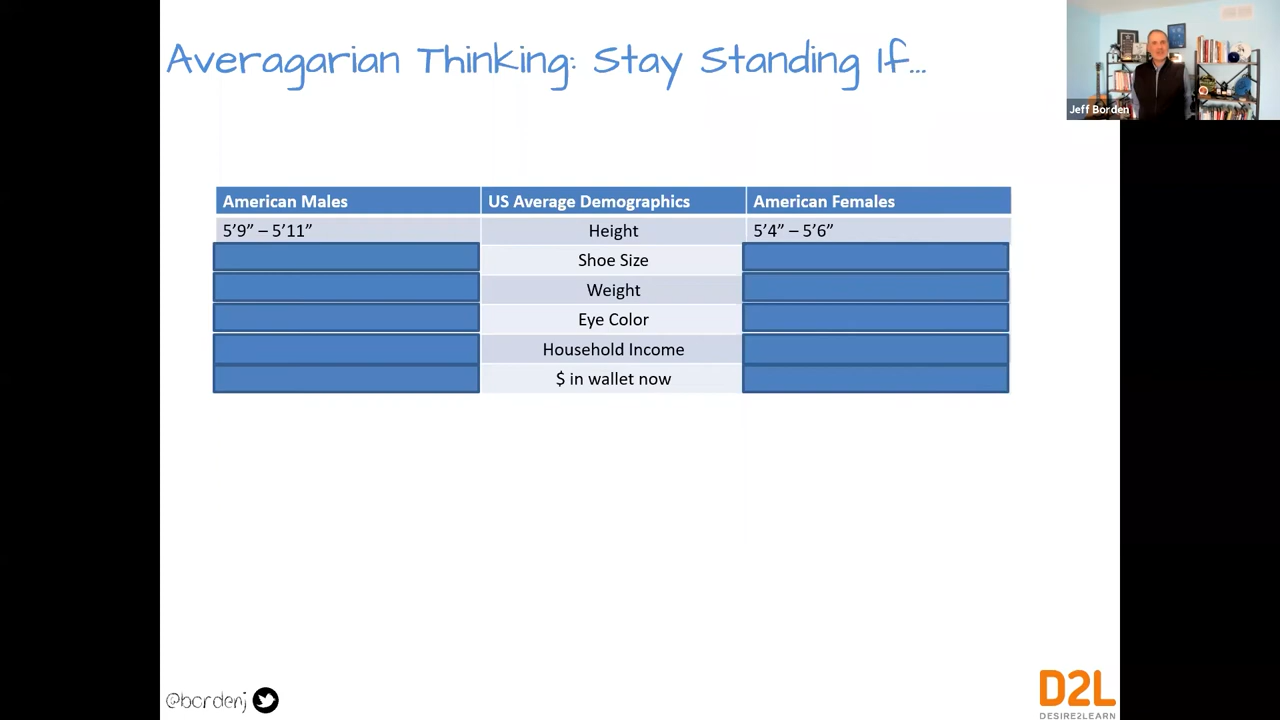 Averagarian Thinking: Stay Standing If...
Jeff Borden
American Males US Average Demographics American Females
5’9” – 5’11” Height 5’4” – 5’6”
Shoe Size
Weight
Eye Color
Household Income
$ in wallet now
@bordenj
D2L
DESIRE2LEARN